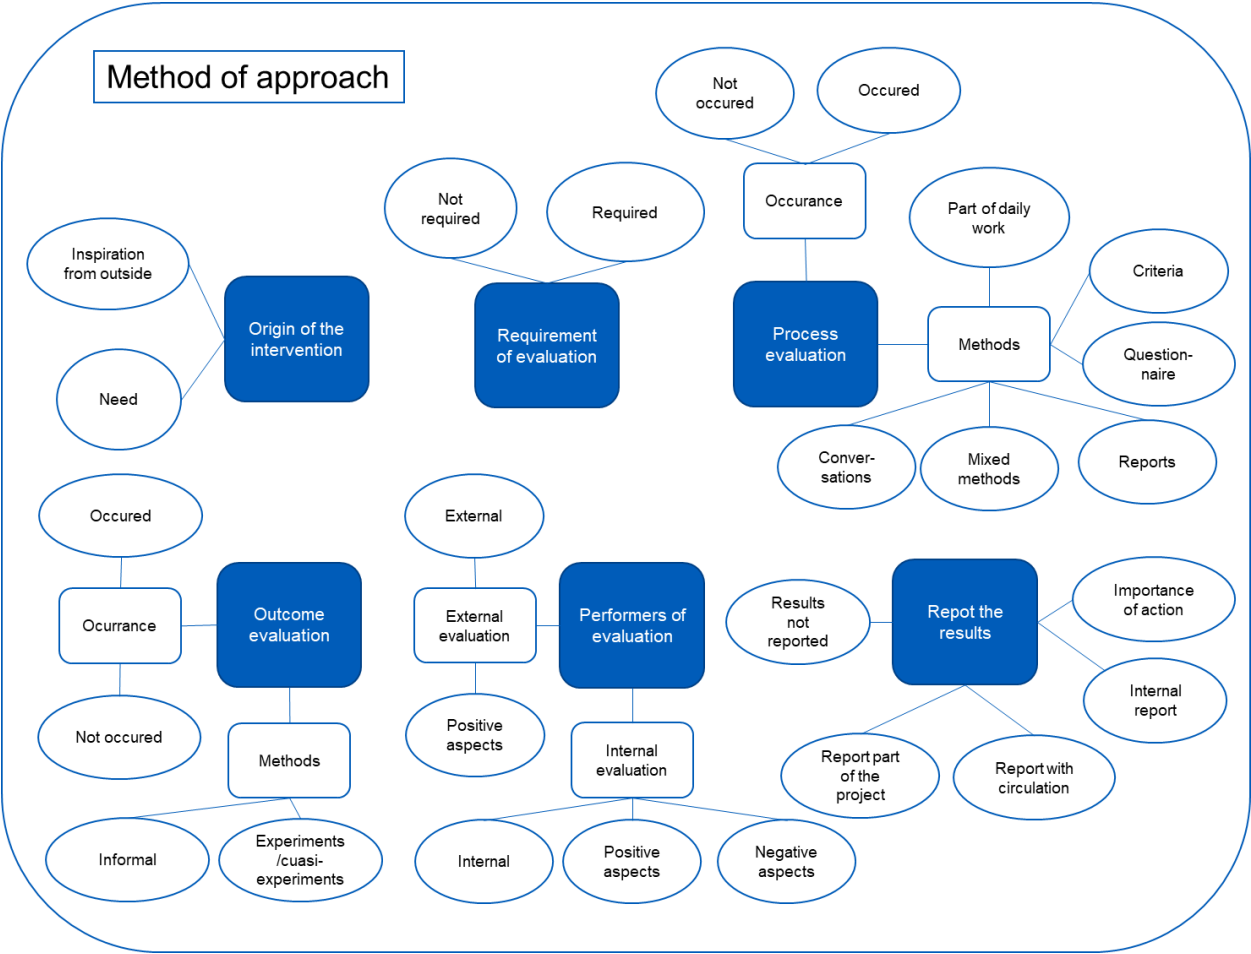 Method of approach
Not
occured
Occured
Occurance
Not
required
Required
Part of daily
work
Inspiration
from outside
Criteria
Origin of the
intervention
Requirement
of evaluation
Process
evaluation
Methods
Question-
naire
Need
Conver-
sations
Mixed
methods
Reports
Occured
External
Ocurrance
Outcome
evaluation
External
evaluation
Performers of
evaluation
Results
not
reported
Repot the
results
Importance
of action
Internal
report
Not occured
Positive
aspects
Methods
Internal
evaluation
Report part
of the
project
Report with
circulation
Informal
Experiments
/cuasi-
experiments
Internal
Positive
aspects
Negative
aspects